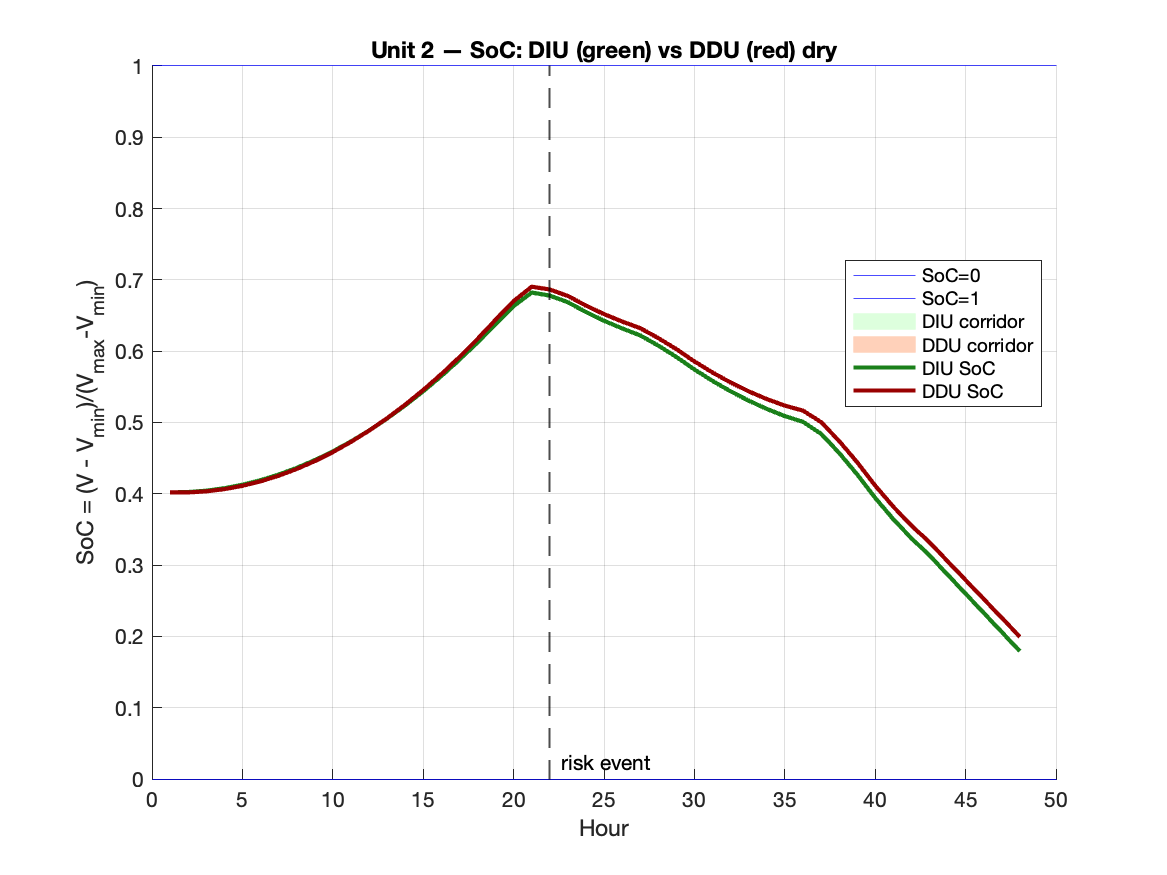 Unit 2 — SoC: DIU (green) vs DDU (red) dry
SoC = (V - Vmin)/(Vmax-Vmin)
1
0.9
0.8
0.7
0.6
0.5
0.4
0.3
0.2
0.1
0
SoC=0
SoC=1
DIU corridor
DDU corridor
DIU SoC
DDU SoC
risk event
0 5 10 15 20 25 30 35 40 45 50
Hour